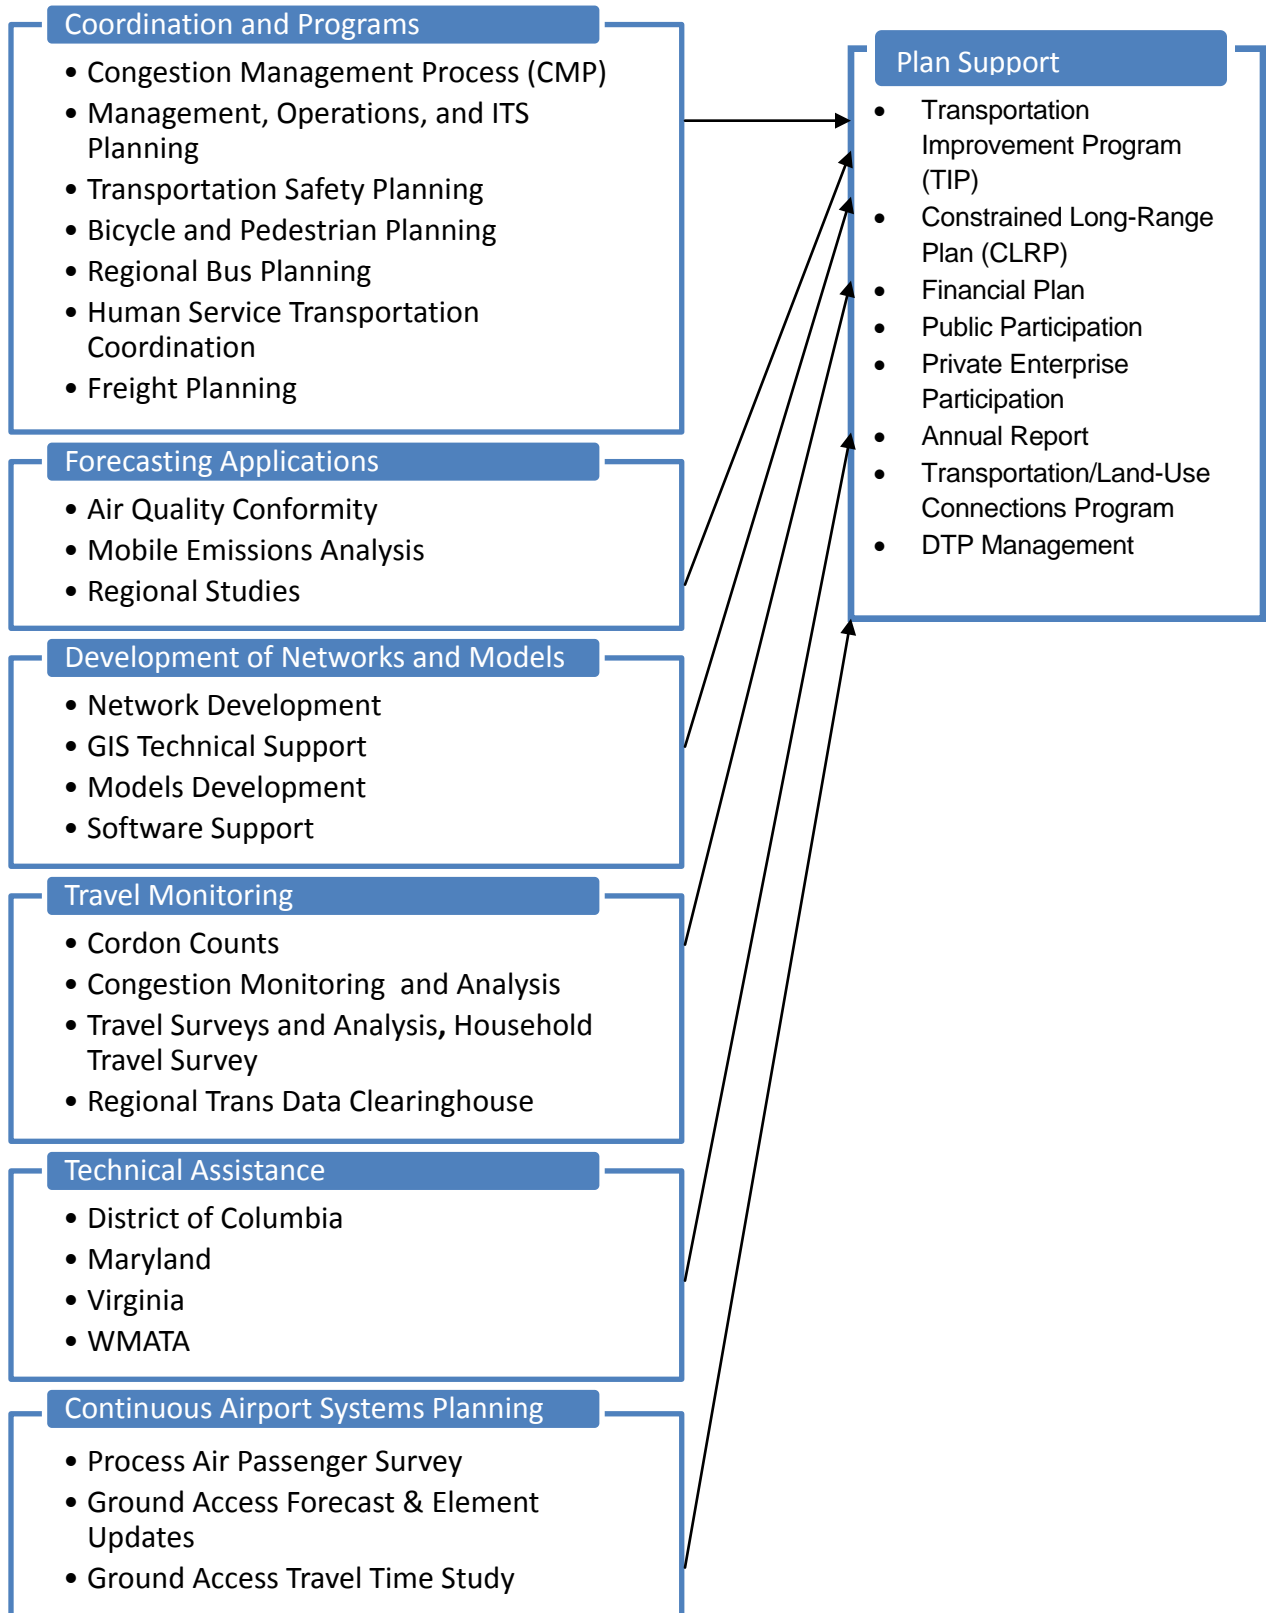 Coordination and Programs
• Congestion Management Process (CMP)
• Management, Operations, and ITS
Planning
• Transportation Safety Planning
• Bicycle and Pedestrian Planning
• Regional Bus Planning
• Human Service Transportation
Coordination
• Freight Planning
Forecasting Applications
• Air Quality Conformity
• Mobile Emissions Analysis
• Regional Studies
Development of Networks and Models
• Network Development
• GIS Technical Support
• Models Development
• Software Support
Travel Monitoring
• Cordon Counts
• Congestion Monitoring  and Analysis
• Travel Surveys and Analysis, Household
Travel Survey
• Regional Trans Data Clearinghouse
Technical Assistance
• District of Columbia
• Maryland
• Virginia
• WMATA
Continuous Airport Systems Planning
• Process Air Passenger Survey
• Ground Access Forecast & Element
Updates
• Ground Access Travel Time Study
Plan Support
• Transportation
Improvement Program
(TIP)
• Constrained Long-Range
Plan (CLRP)
• Financial Plan
• Public Participation
• Private Enterprise
Participation
• Annual Report
• Transportation/Land-Use
Connections Program
• DTP Management